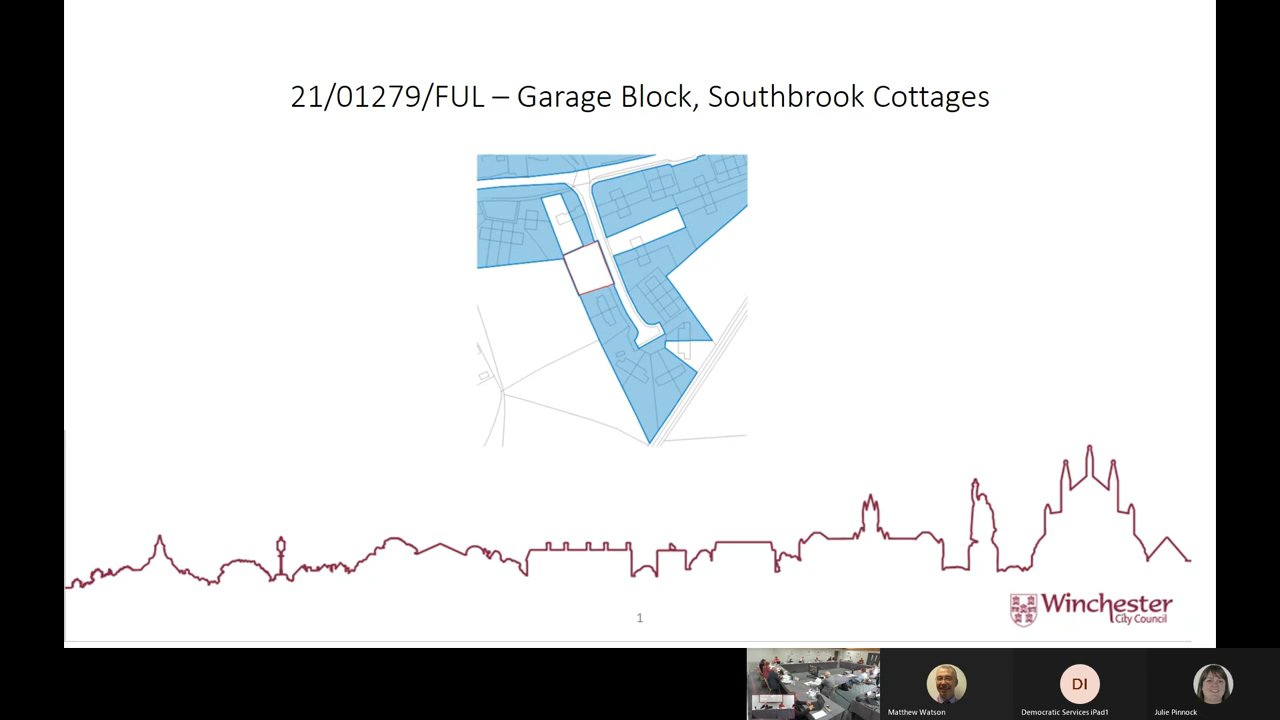 21/01279/FUL – Garage Block, Southbrook Cottages
1
Winchester
City Council
DI
Matthew Watson
Democratic Services iPad1
Julie Pinnock